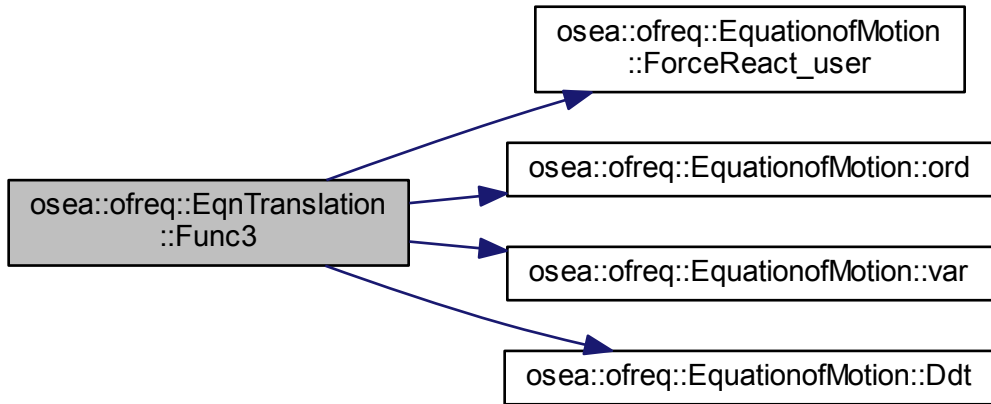 osea::ofreq::EquationofMotion
::ForceReact_user
osea::ofreq::EquationofMotion::ord
osea::ofreq::EqnTranslation
::Func3
osea::ofreq::EquationofMotion::var
osea::ofreq::EquationofMotion::Ddt